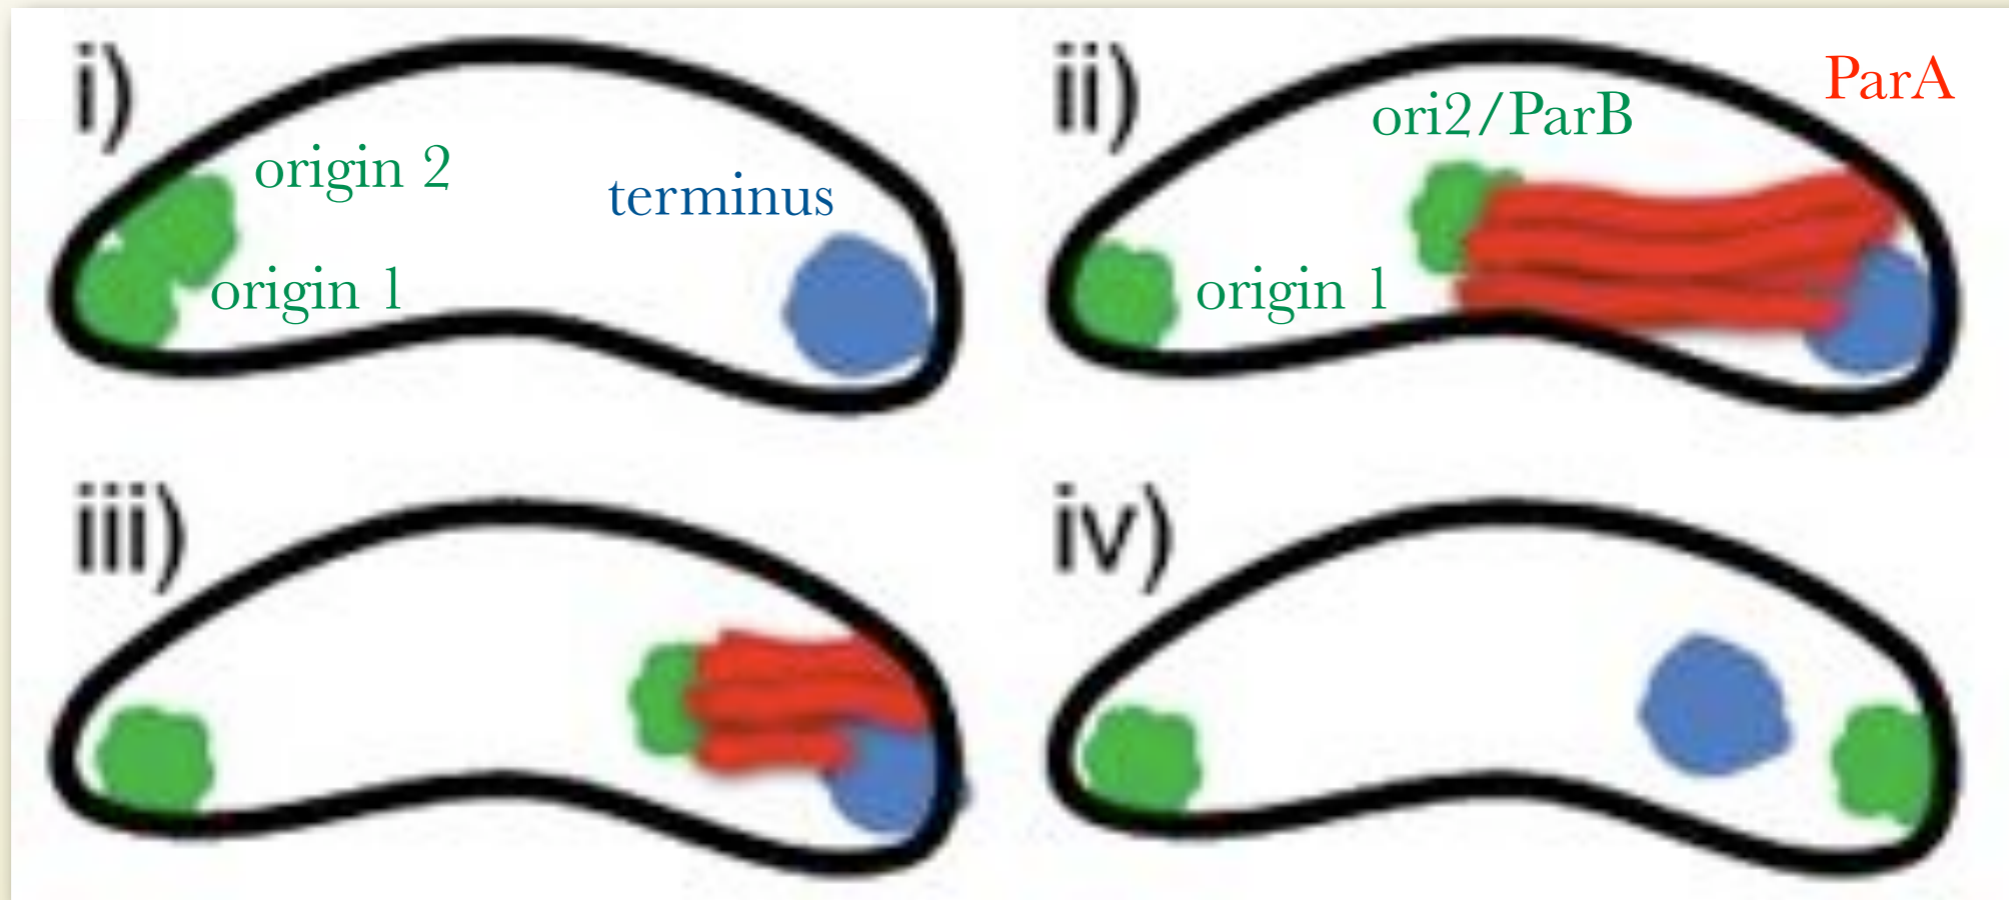 i)
origin 2
terminus
origin 1
ii)
ParA
ori2/ParB
origin 1
iii)
iv)